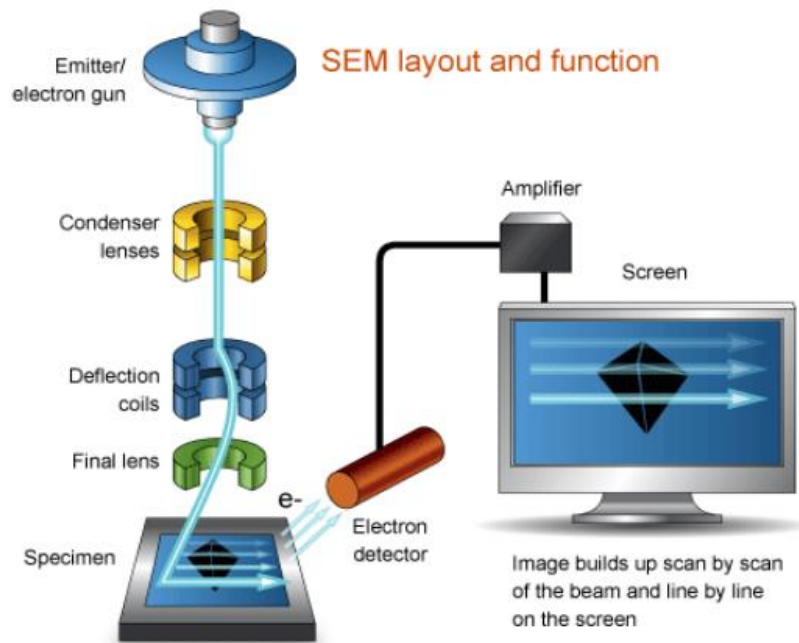 SEM layout and function
Emitter/
electron gun
Condenser
lenses
Deflection
coils
Final lens
Specimen
e-
Electron
detector
Amplifier
Screen
Image builds up scan by scan
of the beam and line by line
on the screen